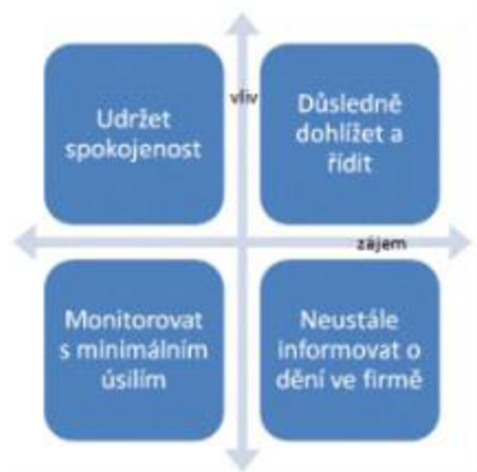 Udržet
spokojenost
vliv
Důsledně
dohlížet a
řídit
zájem
Monitorovat
s minimálním
úsilím
Neustále
informovat o
dění ve firmě